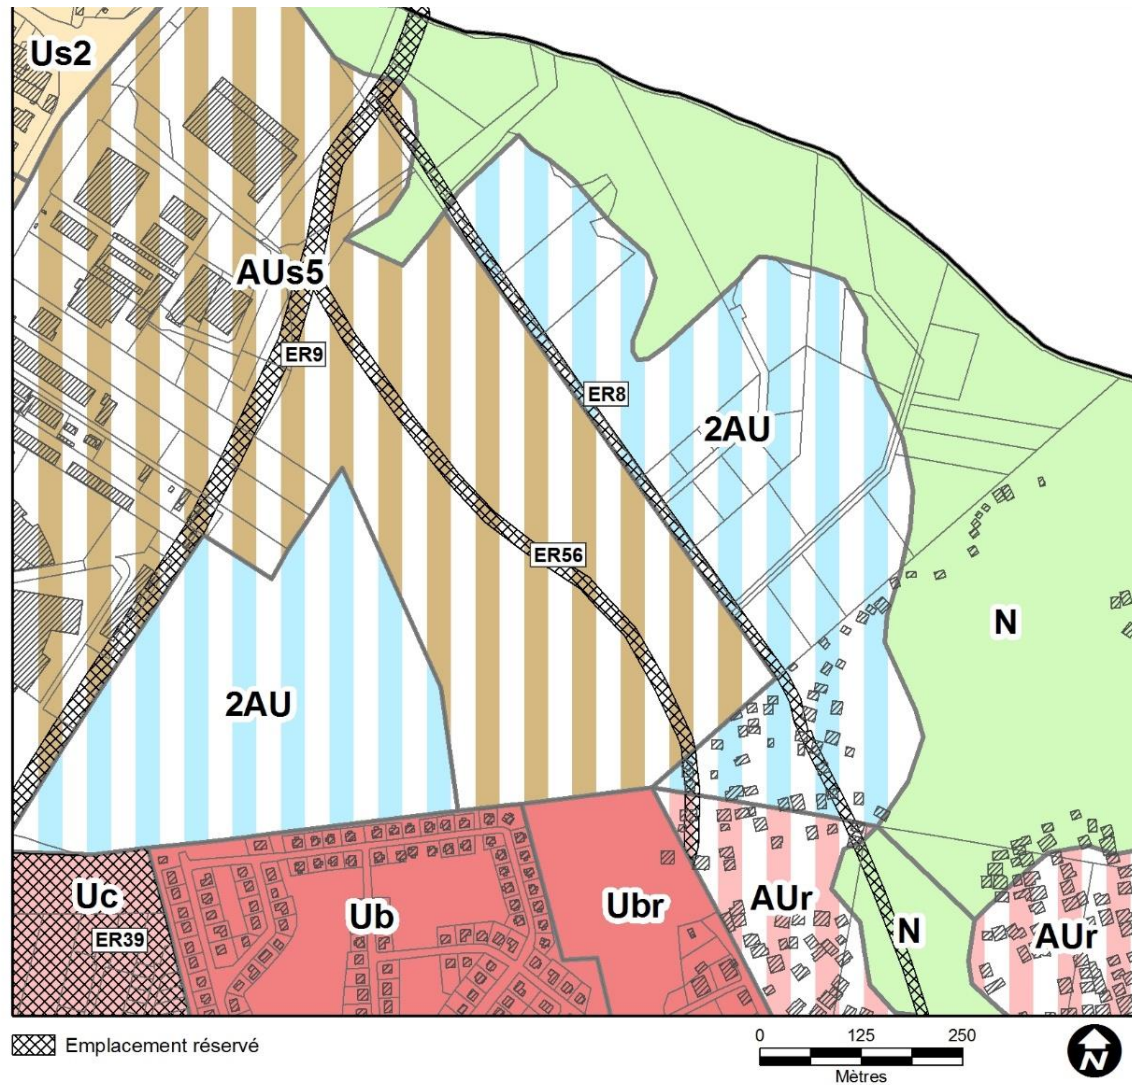 Us2
AUs5
ER9
ER8
2AU
ER56
N
2AU
Uc
ER39
Ub
Ubr
AUr
N
AUr
Emplacement réservé
0 125 250
Mètres
N